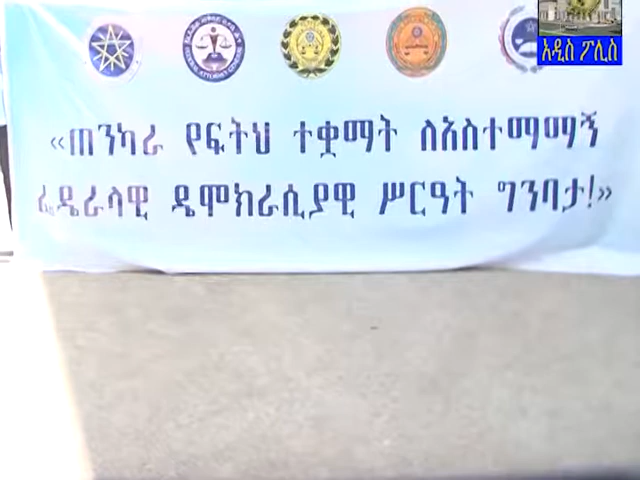 አዲስ ፖሊስ
‹‹ጠንካራ የፍትህ ተቋማት ለአስተማማኝ
ፌዴራላዊ ዴሞክራሲያዊ ሥርዓት ግንባታ!››